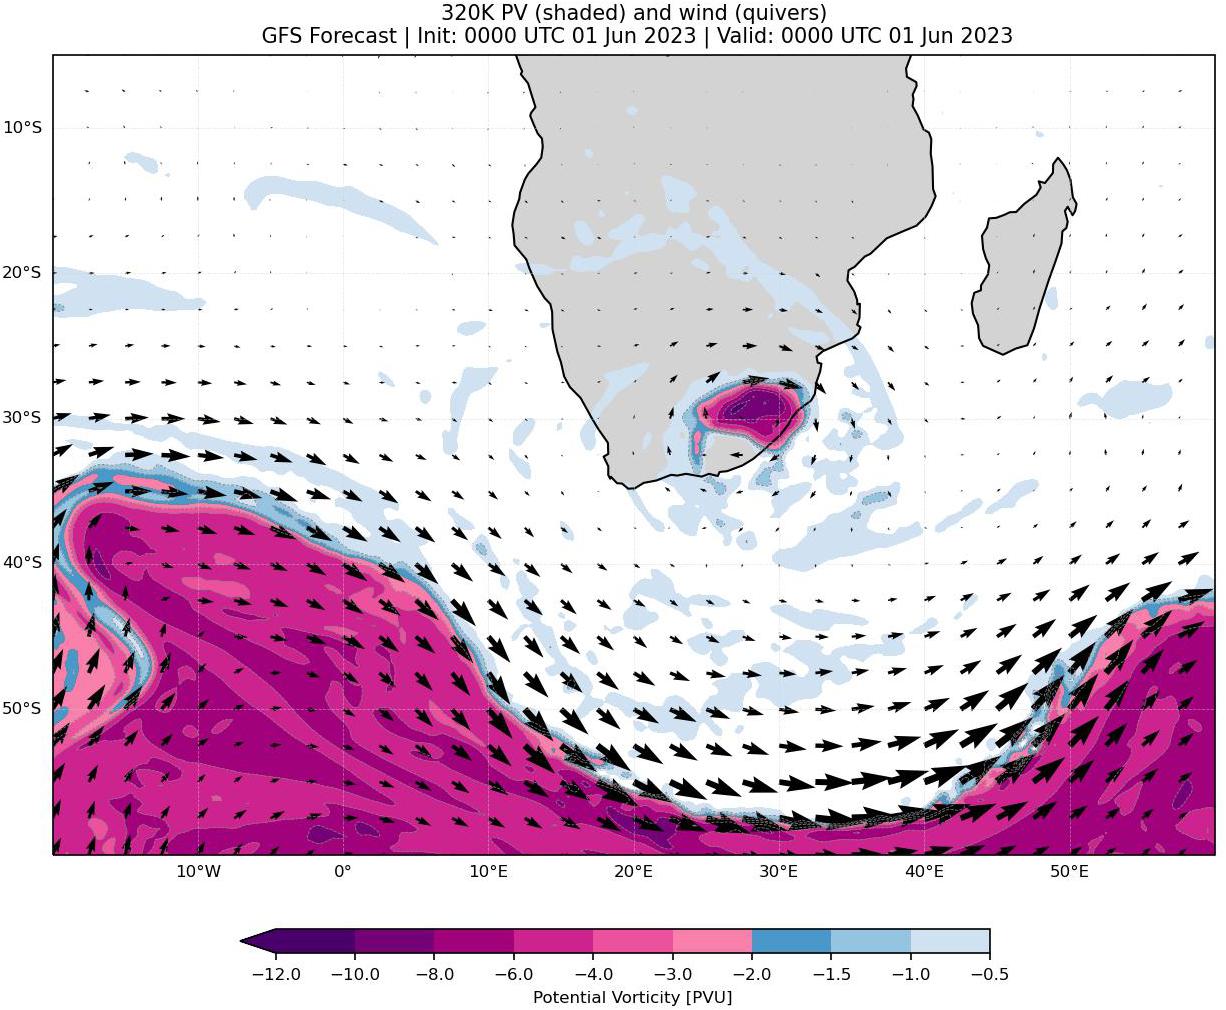 320K PV (shaded) and wind (quivers)
GFS Forecast | Init: 0000 UTC 01 Jun 2023 | Valid: 0000 UTC 01 Jun 2023
10°S
20°S
30°S
40°S
50°S
10°W 0° 10°E 20°E 30°E 40°E 50°E
−12.0 −10.0 −8.0 −6.0 −4.0 −3.0 −2.0 −1.5 −1.0 −0.5
Potential Vorticity [PVU]